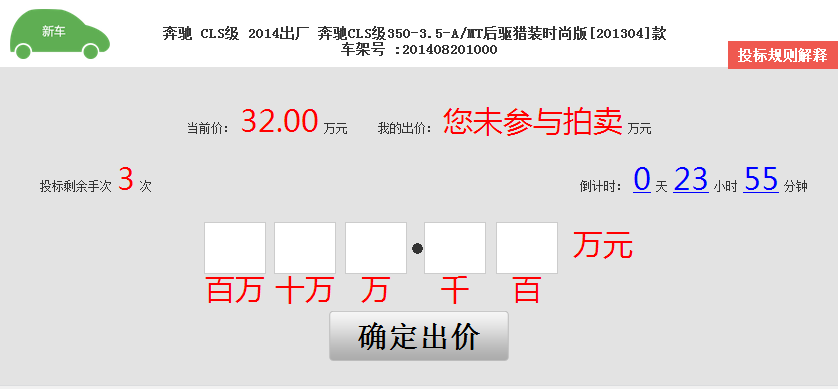 新车
奔驰 CLS级 2014出厂 奔驰CLS级350-3.5-A/MT后驱猎装时尚版[201304]款
车架号 :201408201000
投标规则解释
当前价： 32.00 万元 我的出价： 您未参与拍卖 万元
投标剩余手次 3 次 倒计时： 0 天 23 小时 55 分钟
万元
百万 十万 万 千 百
确定出价